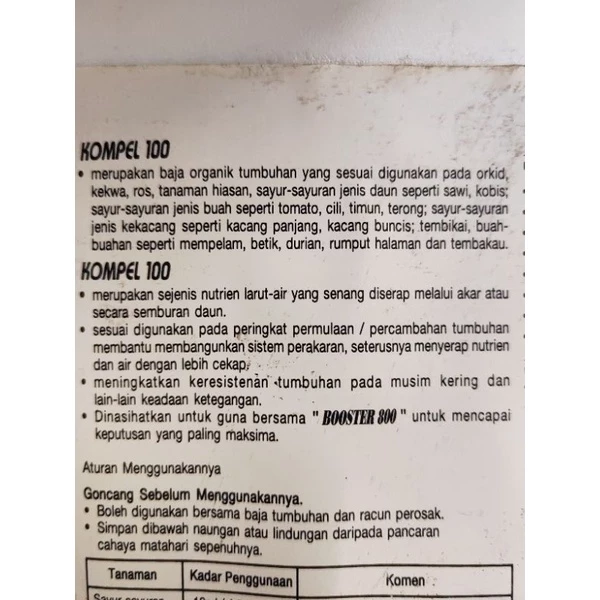 KOMPEL 100
• merupakan baja organik tumbuhan yang sesuai digunakan pada orkid,
kekwa, ros, tanaman hiasan, sayur-sayuran jenis daun seperti sawi, kobis;
sayur-sayuran jenis buah seperti tomato, cili, timun, terong; sayur-sayuran
jenis kekacang seperti kacang panjang, kacang buncis; tembikai, buah-
buahan seperti mempelam, betik, durian, rumput halaman dan tembakau.
KOMPEL 100
• merupakan sejenis nutrien larut-air yang senang diserap melalui akar atau
secara semburan daun.
• sesuai digunakan pada peringkat permulaan / percambahan tumbuhan
membantu membangunkan sistem perakaran, seterusnya menyerap nutrien
dan air dengan lebih cekap.
• meningkatkan keresistenan tumbuhan pada musim kering dan
lain-lain keadaan ketegangan.
• Dinasihatkan untuk guna bersama " BOOSTER 800 " untuk mencapai
keputusan yang paling maksima.
Aturan Menggunakannya
Goncang Sebelum Menggunakannya.
• Boleh digunakan bersama baja tumbuhan dan racun perosak.
• Simpan dibawah naungan atau lindungan daripada pancaran
cahaya matahari sepenuhnya.
Tanaman Kadar Penggunaan Komen